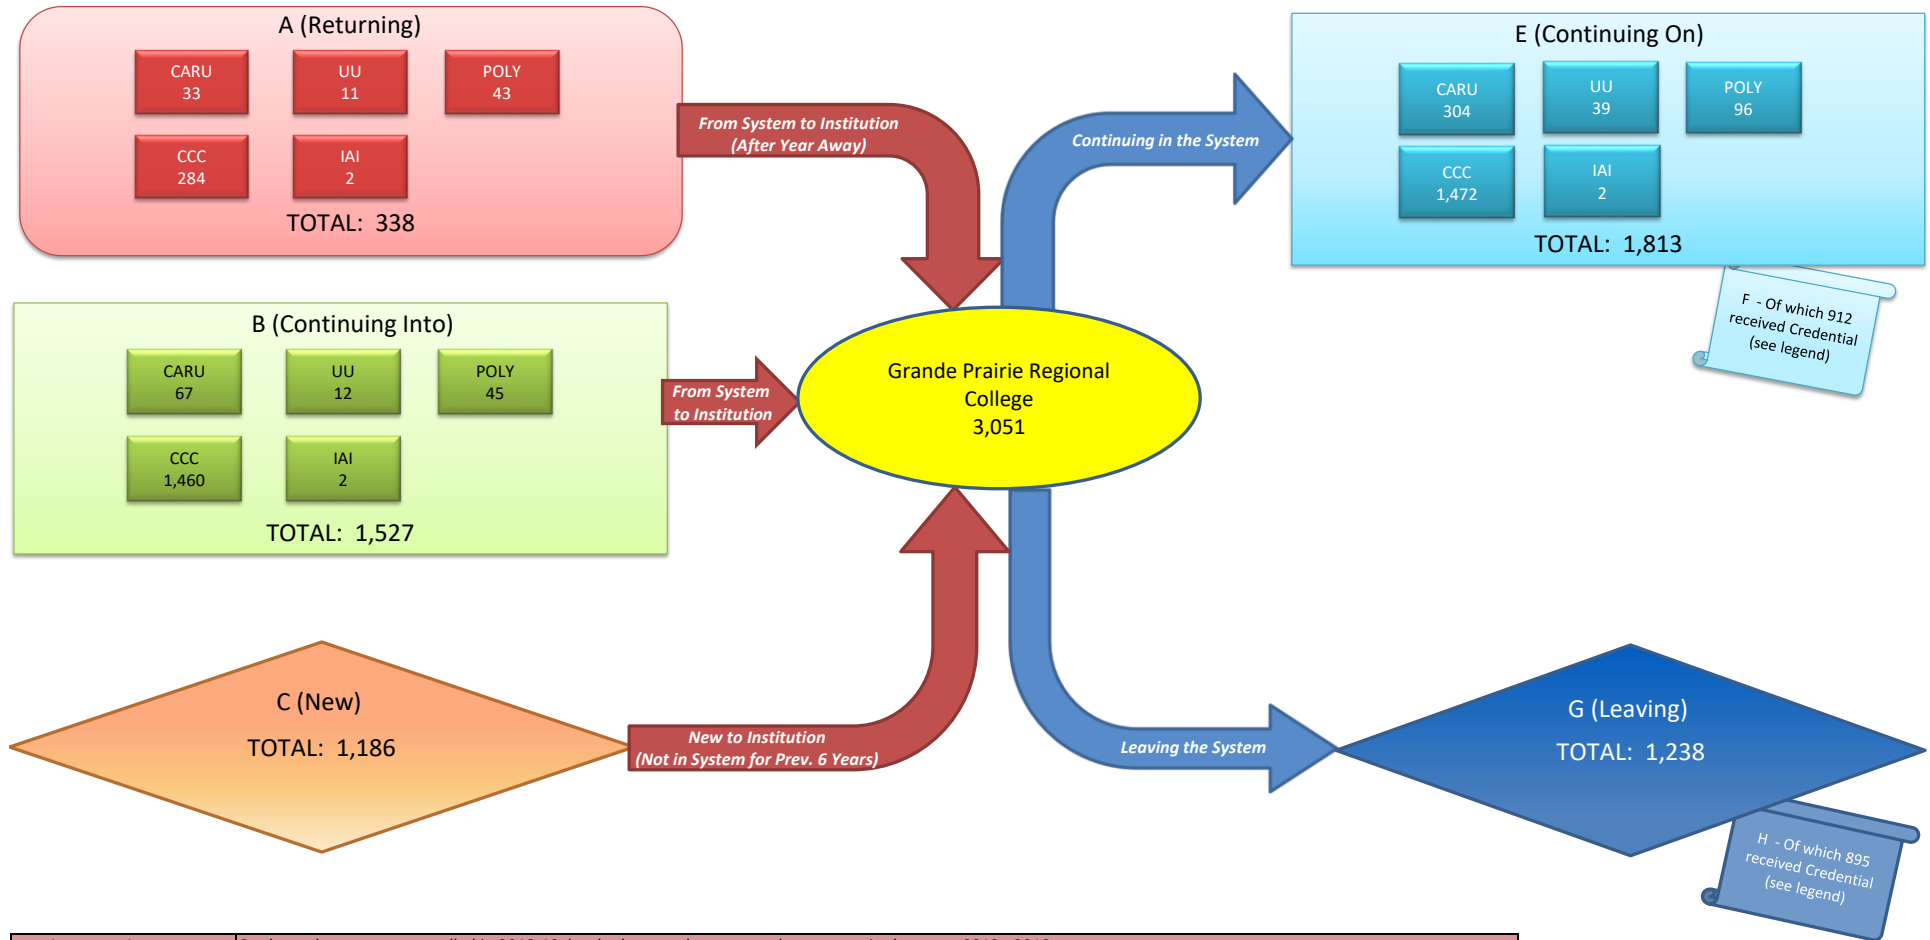 A (Returning)
CARU
33
UU
11
POLY
43
CCC
284
IAI
2
TOTAL: 338
From System to Institution
(After Year Away)
B (Continuing Into)
CARU
67
UU
12
POLY
45
CCC
1,460
IAI
2
TOTAL: 1,527
From System
to Institution
C (New)
TOTAL: 1,186
New to Institution
(Not in System for Prev. 6 Years)
Grande Prairie Regional
College
3,051
Continuing in the System
E (Continuing On)
CARU
304
UU
39
POLY
96
CCC
1,472
IAI
2
TOTAL: 1,813
F - Of which 912
received Credential
(see legend)
Leaving the System
G (Leaving)
TOTAL: 1,238
H - Of which 895
received Credential
(see legend)